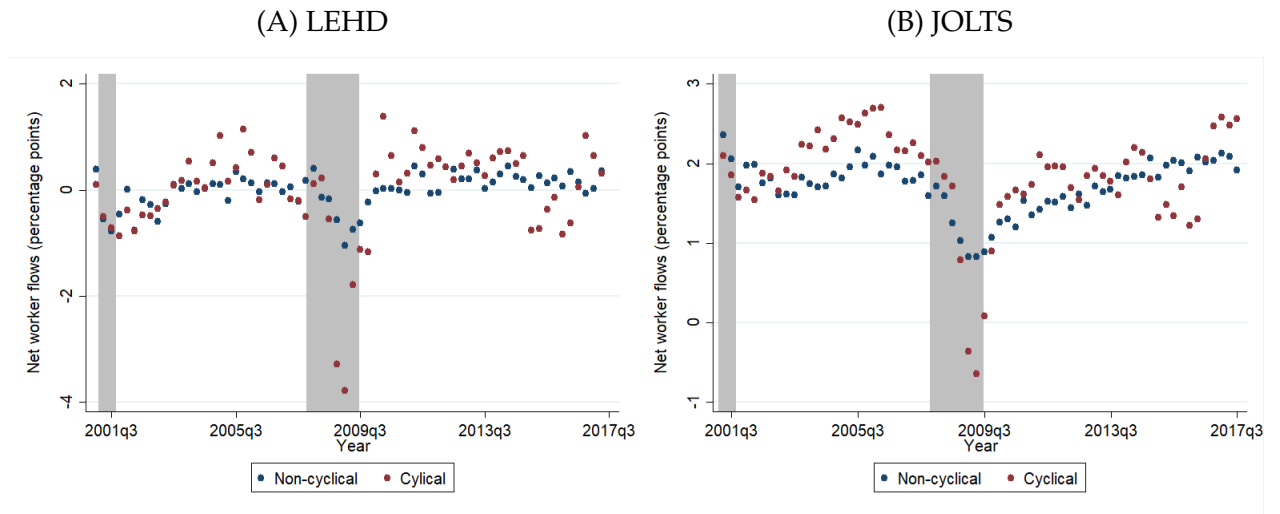 (A) LEHD
Net worker flows (percentage points)
2
0
-2
-4
2001q3 2005q3 2009q3 2013q3 2017q3
Year
Non-cyclical Cylical
(B) JOLTS
Net worker flows (percentage points)
3
2
1
0
-1
2001q3 2005q3 2009q3 2013q3 2017q3
Year
Non-cyclical Cyclical